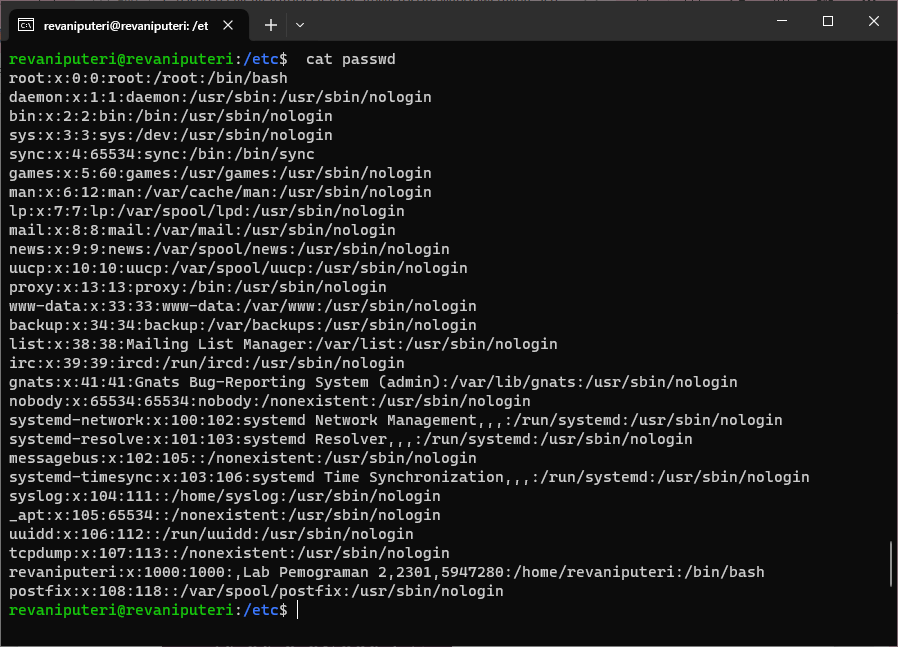 revaniputeri@revaniputeri: /et
revaniputeri@revaniputeri:/etc$  cat passwd
root:x:0:0:root:/root:/bin/bash
daemon:x:1:1:daemon:/usr/sbin:/usr/sbin/nologin
bin:x:2:2:bin:/bin:/usr/sbin/nologin
sys:x:3:3:sys:/dev:/usr/sbin/nologin
sync:x:4:65534:sync:/bin:/bin/sync
games:x:5:60:games:/usr/games:/usr/sbin/nologin
man:x:6:12:man:/var/cache/man:/usr/sbin/nologin
lp:x:7:7:lp:/var/spool/lpd:/usr/sbin/nologin
mail:x:8:8:mail:/var/mail:/usr/sbin/nologin
news:x:9:9:news:/var/spool/news:/usr/sbin/nologin
uucp:x:10:10:uucp:/var/spool/uucp:/usr/sbin/nologin
proxy:x:13:13:proxy:/bin:/usr/sbin/nologin
www-data:x:33:33:www-data:/var/www:/usr/sbin/nologin
backup:x:34:34:backup:/var/backups:/usr/sbin/nologin
list:x:38:38:Mailing List Manager:/var/list:/usr/sbin/nologin
irc:x:39:39:ircd:/run/ircd:/usr/sbin/nologin
gnats:x:41:41:Gnats Bug-Reporting System (admin):/var/lib/gnats:/usr/sbin/nologin
nobody:x:65534:65534:nobody:/nonexistent:/usr/sbin/nologin
systemd-network:x:100:102:systemd Network Management,,,:/run/systemd:/usr/sbin/nologin
systemd-resolve:x:101:103:systemd Resolver,,,:/run/systemd:/usr/sbin/nologin
messagebus:x:102:105::/nonexistent:/usr/sbin/nologin
systemd-timesync:x:103:106:systemd Time Synchronization,,,:/run/systemd:/usr/sbin/nologin
syslog:x:104:111::/home/syslog:/usr/sbin/nologin
_apt:x:105:65534::/nonexistent:/usr/sbin/nologin
uuidd:x:106:112::/run/uuidd:/usr/sbin/nologin
tcpdump:x:107:113::/nonexistent:/usr/sbin/nologin
revaniputeri:x:1000:1000:,Lab Pemograman 2,2301,5947280:/home/revaniputeri:/bin/bash
postfix:x:108:118::/var/spool/postfix:/usr/sbin/nologin
revaniputeri@revaniputeri:/etc$